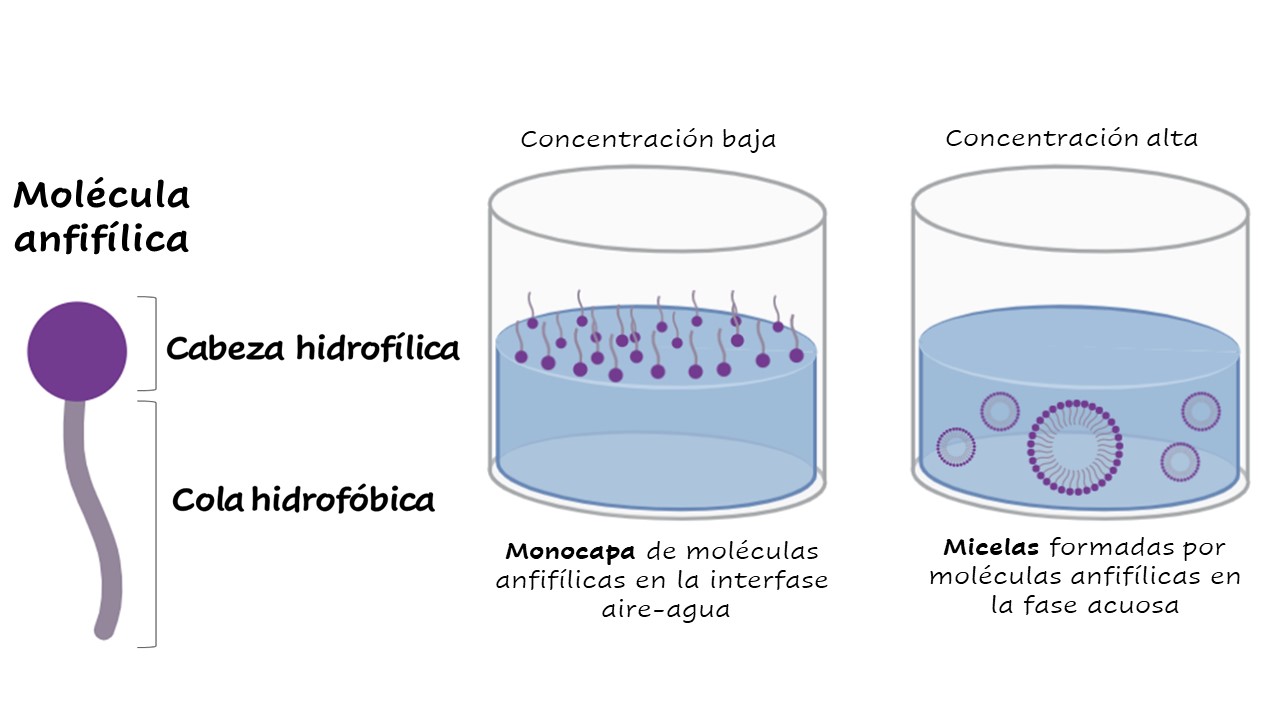 Molécula
anfifílica
Cabeza hidrofílica
Cola hidrofóbica
Concentración baja
Monocapa de moléculas
anfifílicas en la interfase
aire-agua
Concentración alta
Micelas formadas por
moléculas anfifílicas en
la fase acuosa